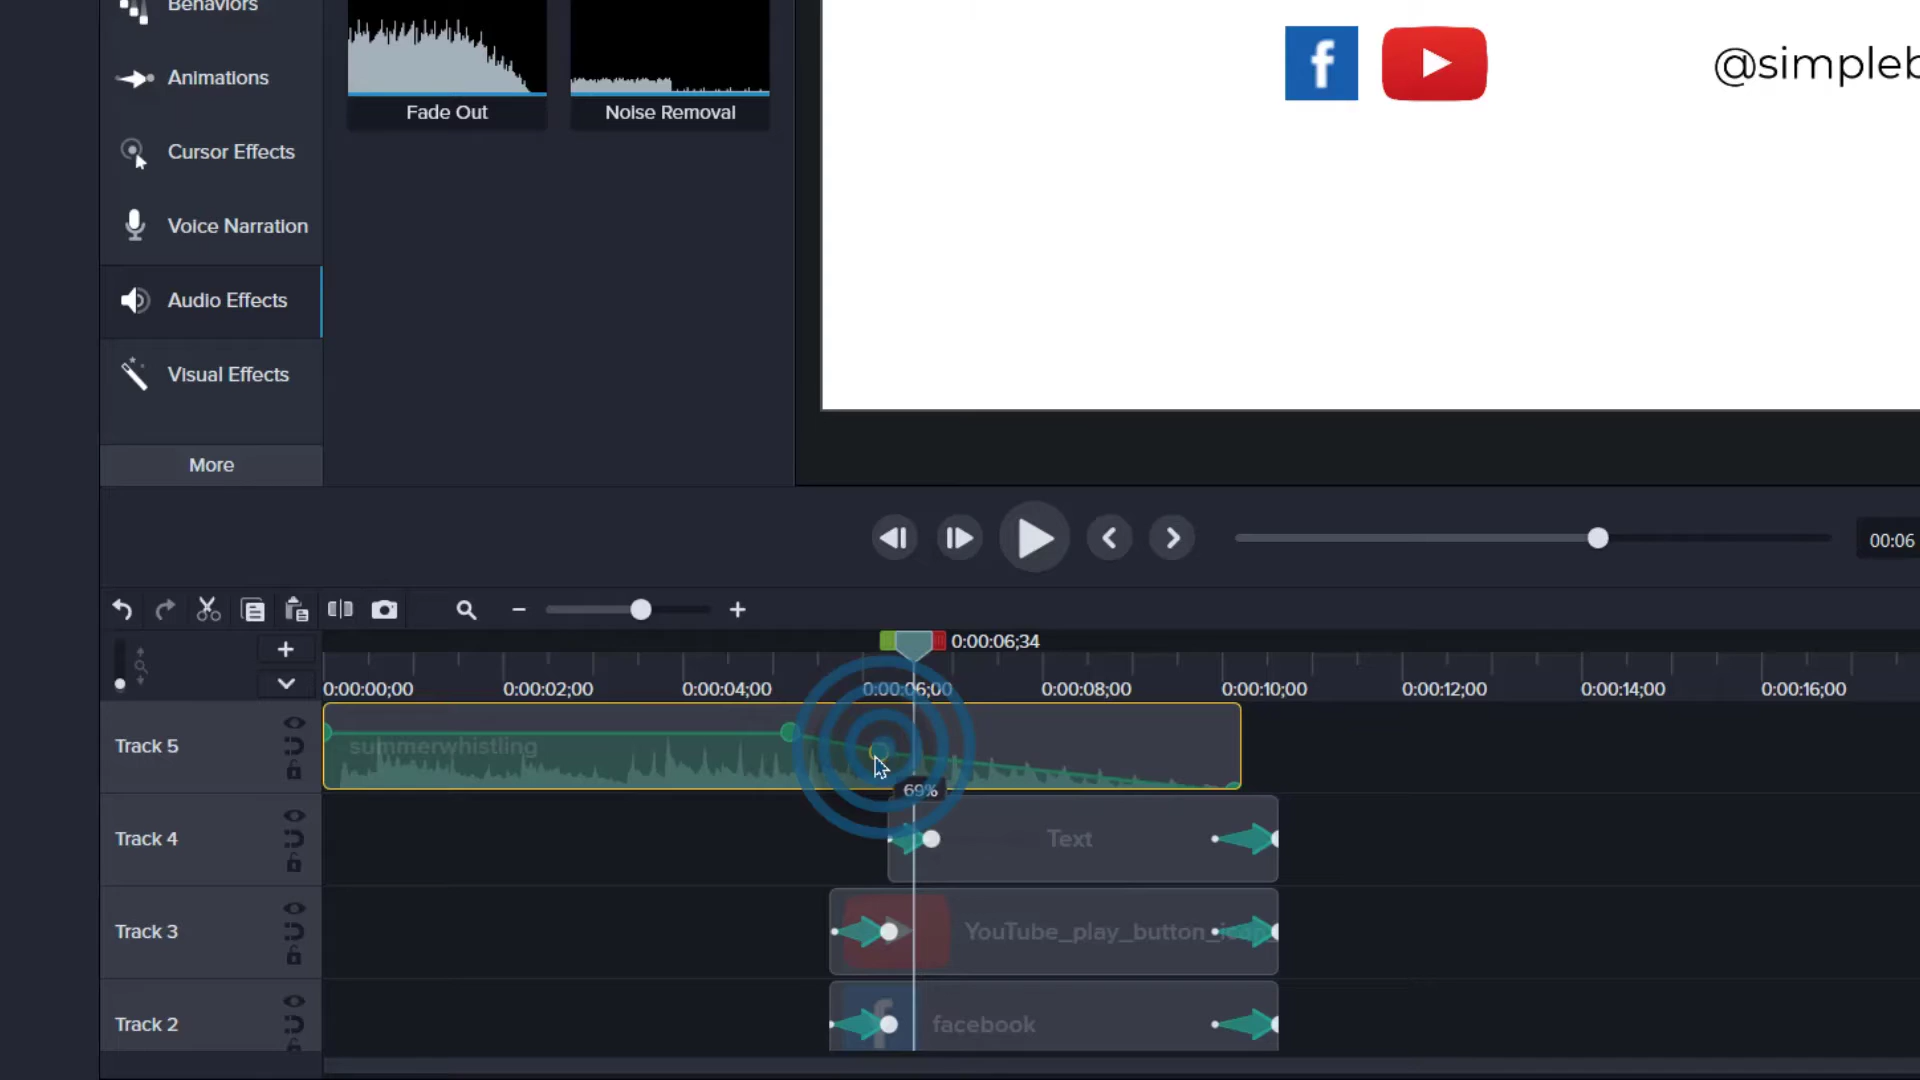 Behaviors
Animations
Cursor Effects
Voice Narration
Audio Effects
Visual Effects
More
Fade Out
Noise Removal
f
@simpleb
00:06
0:00:06;34
0:00:00;00
0:00:02;00
0:00:04;00
0:00:06;00
0:00:08;00
0:00:10;00
0:00:12;00
0:00:14;00
0:00:16;00
Track 5
summerwhistling
69%
Track 4
Text
Track 3
YouTube_play_button_icon_
Track 2
f
facebook